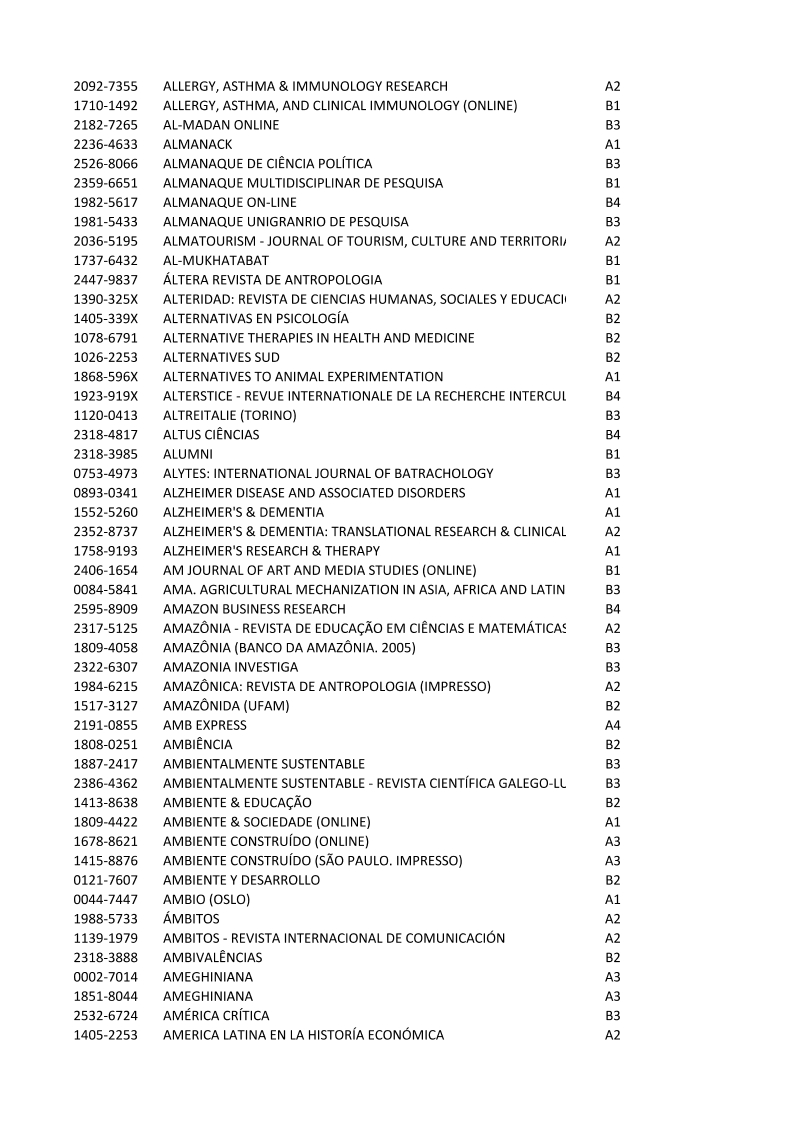 2092-7355 ALLERGY, ASTHMA & IMMUNOLOGY RESEARCH A2
1710-1492 ALLERGY, ASTHMA, AND CLINICAL IMMUNOLOGY (ONLINE) B1
2182-7265 AL-MADAN ONLINE B3
2236-4633 ALMANACK A1
2526-8066 ALMANAQUE DE CIÊNCIA POLÍTICA B3
2359-6651 ALMANAQUE MULTIDISCIPLINAR DE PESQUISA B1
1982-5617 ALMANAQUE ON-LINE B4
1981-5433 ALMANAQUE UNIGRANRIO DE PESQUISA B3
2036-5195 ALMATOURISM - JOURNAL OF TOURISM, CULTURE AND TERRITORIA A2
1737-6432 AL-MUKHATABAT B1
2447-9837 ÁLTERA REVISTA DE ANTROPOLOGIA B1
1390-325X ALTERIDAD: REVISTA DE CIENCIAS HUMANAS, SOCIALES Y EDUCACI A2
1405-339X ALTERNATIVAS EN PSICOLOGÍA B2
1078-6791 ALTERNATIVE THERAPIES IN HEALTH AND MEDICINE B2
1026-2253 ALTERNATIVES SUD B2
1868-596X ALTERNATIVES TO ANIMAL EXPERIMENTATION A1
1923-919X ALTERSTICE - REVUE INTERNATIONALE DE LA RECHERCHE INTERCUL B4
1120-0413 ALTREITALIE (TORINO) B3
2318-4817 ALTUS CIÊNCIAS B4
2318-3985 ALUMNI B1
0753-4973 ALYTES: INTERNATIONAL JOURNAL OF BATRACHOLOGY B3
0893-0341 ALZHEIMER DISEASE AND ASSOCIATED DISORDERS A1
1552-5260 ALZHEIMER'S & DEMENTIA A1
2352-8737 ALZHEIMER'S & DEMENTIA: TRANSLATIONAL RESEARCH & CLINICAL A2
1758-9193 ALZHEIMER'S RESEARCH & THERAPY A1
2406-1654 AM JOURNAL OF ART AND MEDIA STUDIES (ONLINE) B1
0084-5841 AMA. AGRICULTURAL MECHANIZATION IN ASIA, AFRICA AND LATIN B3
2595-8909 AMAZON BUSINESS RESEARCH B4
2317-5125 AMAZÔNIA - REVISTA DE EDUCAÇÃO EM CIÊNCIAS E MATEMÁTICAS A2
1809-4058 AMAZÔNIA (BANCO DA AMAZÔNIA. 2005) B3
2322-6307 AMAZONIA INVESTIGA B3
1984-6215 AMAZÔNICA: REVISTA DE ANTROPOLOGIA (IMPRESSO) A2
1517-3127 AMAZÔNIDA (UFAM) B2
2191-0855 AMB EXPRESS A4
1808-0251 AMBIÊNCIA B2
1887-2417 AMBIENTALMENTE SUSTENTABLE B3
2386-4362 AMBIENTALMENTE SUSTENTABLE - REVISTA CIENTÍFICA GALEGO-LU B3
1413-8638 AMBIENTE & EDUCAÇÃO B2
1809-4422 AMBIENTE & SOCIEDADE (ONLINE) A1
1678-8621 AMBIENTE CONSTRUÍDO (ONLINE) A3
1415-8876 AMBIENTE CONSTRUÍDO (SÃO PAULO. IMPRESSO) A3
0121-7607 AMBIENTE Y DESARROLLO B2
0044-7447 AMBIO (OSLO) A1
1988-5733 ÁMBITOS A2
1139-1979 AMBITOS - REVISTA INTERNACIONAL DE COMUNICACIÓN A2
2318-3888 AMBIVALÊNCIAS B2
0002-7014 AMEGHINIANA A3
1851-8044 AMEGHINIANA A3
2532-6724 AMÉRICA CRÍTICA B3
1405-2253 AMERICA LATINA EN LA HISTORÍA ECONÓMICA A2